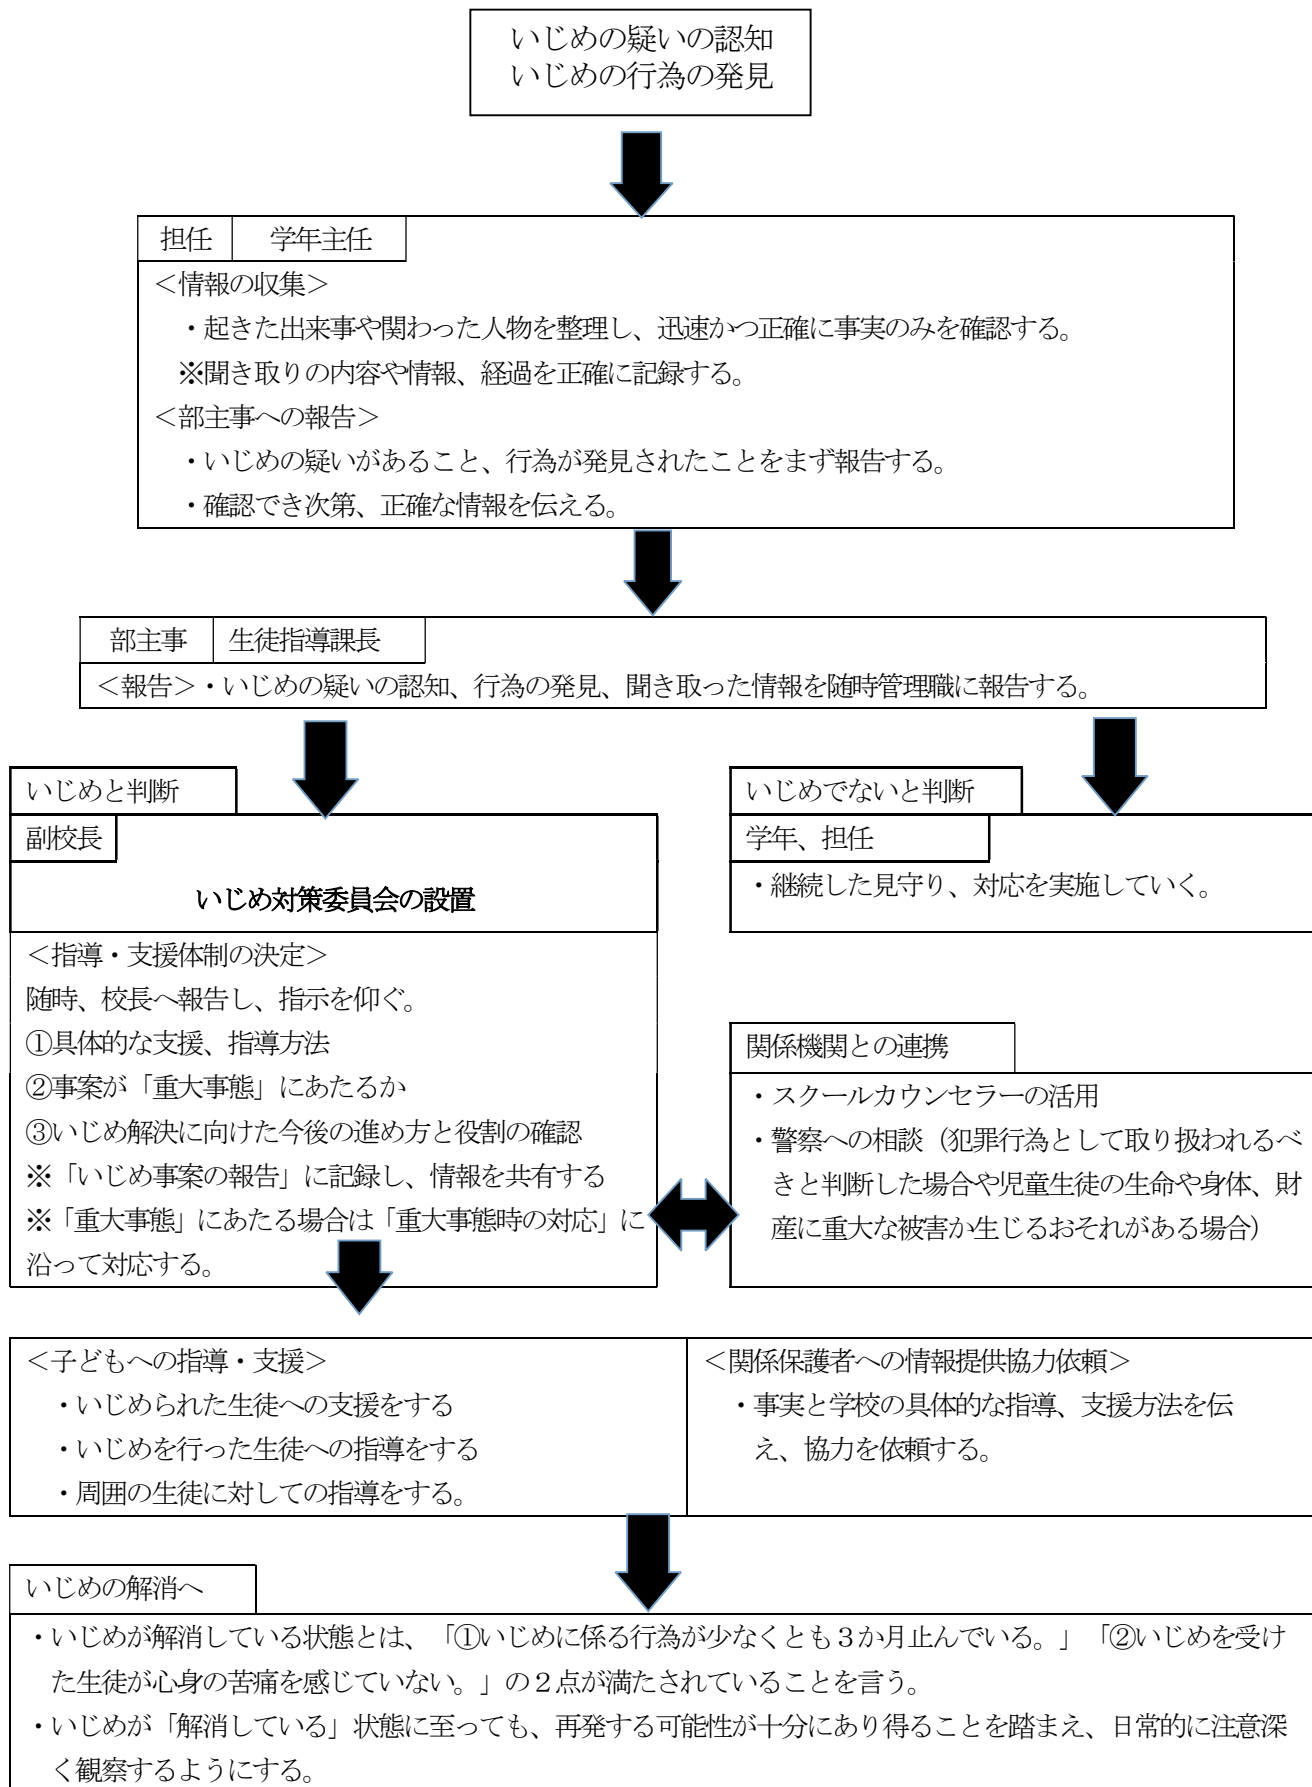 いじめの疑いの認知
いじめの行為の発見
担任　学年主任
＜情報の収集＞
・起きた出来事や関わった人物を整理し、迅速かつ正確に事実のみを確認する。
※聞き取りの内容や情報、経過を正確に記録する。
＜部主事への報告＞
・いじめの疑いがあること、行為が発見されたことをまず報告する。
・確認でき次第、正確な情報を伝える。
部主事　生徒指導課長
＜報告＞・いじめの疑いの認知、行為の発見、聞き取った情報を随時管理職に報告する。
いじめと判断
副校長
いじめ対策委員会の設置
＜指導・支援体制の決定＞
随時、校長へ報告し、指示を仰ぐ。
①具体的な支援、指導方法
②事案が「重大事態」にあたるか
③いじめ解決に向けた今後の進め方と役割の確認
※「いじめ事案の報告」に記録し、情報を共有する
※「重大事態」にあたる場合は「重大事態時の対応」に
沿って対応する。
いじめでないと判断
学年、担任
・継続した見守り、対応を実施していく。
関係機関との連携
・スクールカウンセラーの活用
・警察への相談（犯罪行為として取り扱われるべ
きと判断した場合や児童生徒の生命や身体、財
産に重大な被害か生じるおそれがある場合）
＜子どもへの指導・支援＞
・いじめられた生徒への支援をする
・いじめを行った生徒への指導をする
・周囲の生徒に対しての指導をする。
＜関係保護者への情報提供協力依頼＞
・事実と学校の具体的な指導、支援方法を伝
え、協力を依頼する。
いじめの解消へ
・いじめが解消している状態とは、「①いじめに係る行為が少なくとも３か月止んでいる。」「②いじめを受け
た生徒が心身の苦痛を感じていない。」の２点が満たされていることを言う。
・いじめが「解消している」状態に至っても、再発する可能性が十分にあり得ることを踏まえ、日常的に注意深
く観察するようにする。